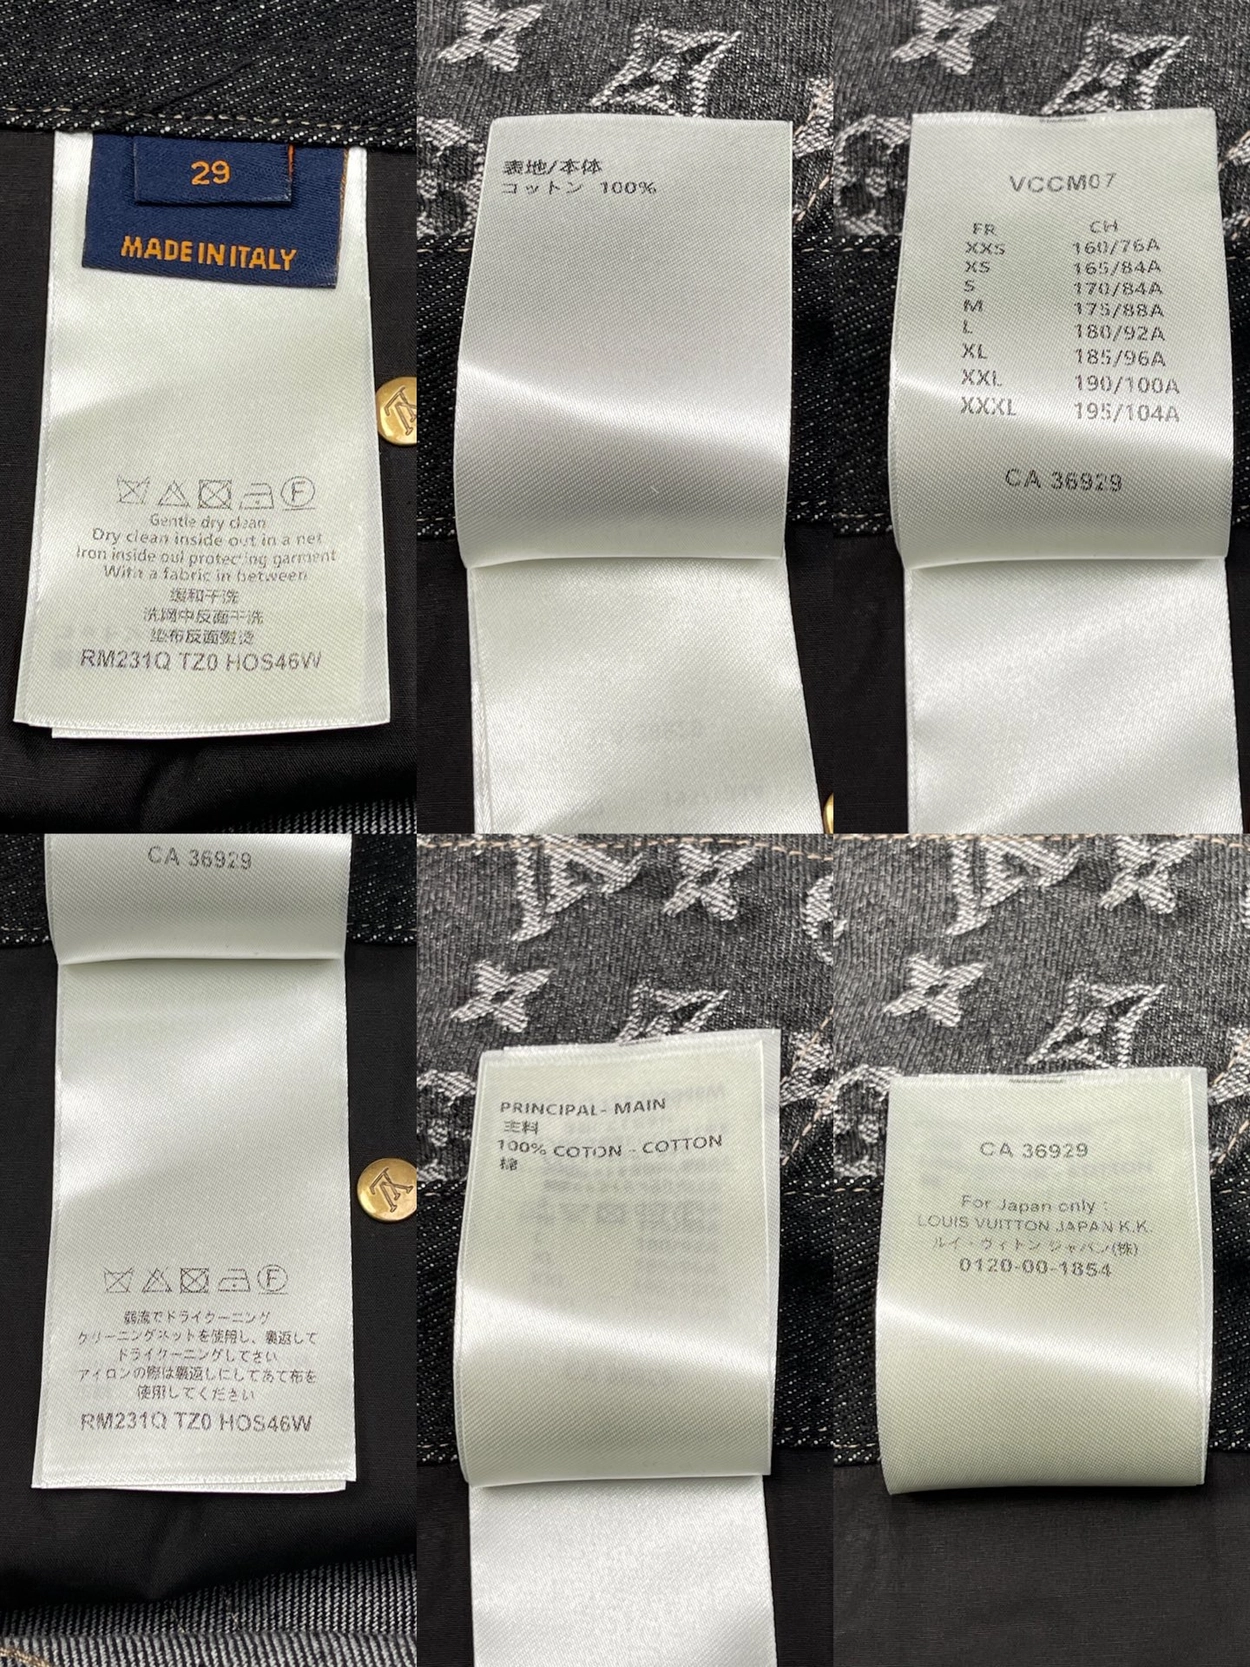 29
MADE IN ITALY
Gentle dry clean
Dry clean inside out in a net
Iron inside out protecting garment
With a fabric in between
缓和干洗
洗网中反面干洗
垫布反面熨烫
RM231Q TZ0 HOS46W
表地/本体
コットン 100%
VCCM07
FR CH
XXS 160/76A
XS 165/84A
S 170/84A
M 175/88A
L 180/92A
XL 185/96A
XXL 190/100A
XXXL 195/104A
CA 36929
CA 36929
弱流でドライクーニング
クリーニングネットを使用し、裏返して
ドライケーニングしてさい
アイロンの際は裏返しにしてあて布を
使用してください
RM231Q TZ0 HOS46W
PRINCIPAL- MAIN
主料
100% COTON - COTTON
棉
CA 36929
For Japan only :
LOUIS VUITTON JAPAN K.K.
ルイ・ヴィトン ジャパン(株)
0120-00-1854